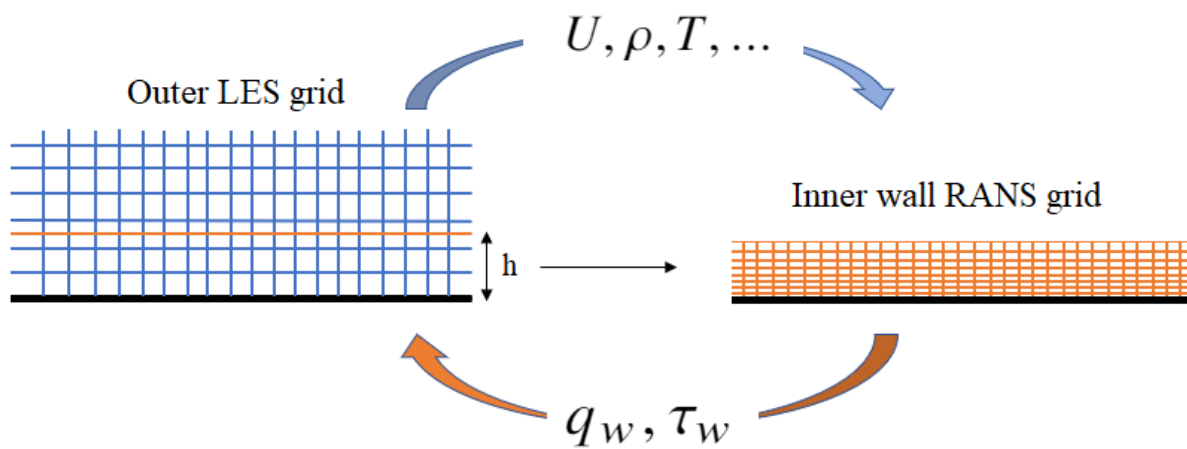 U, ρ, T, ...
Outer LES grid
Inner wall RANS grid
h
q_w, τ_w